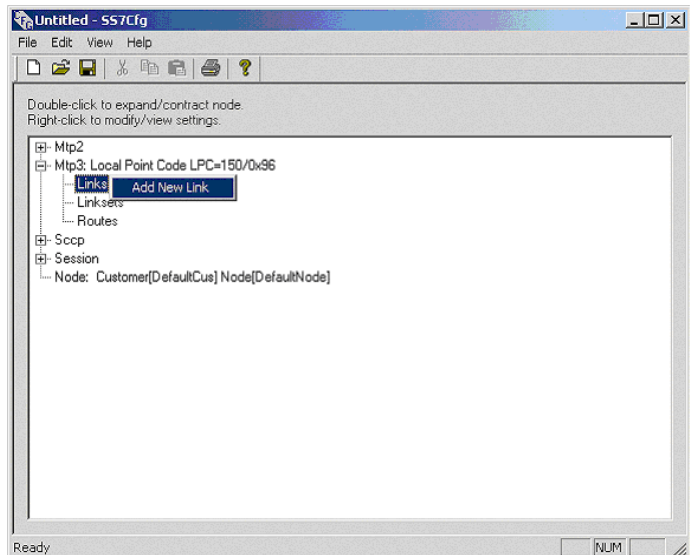 Untitled - SS7Cfg
File Edit View Help
Double-click to expand/contract node.
Right-click to modify/view settings.
Mtp2
Mtp3: Local Point Code LPC=150/0x96
Links Add New Link
Linksets
Routes
Sccp
Session
Node: Customer[DefaultCus] Node[DefaultNode]
Ready NUM